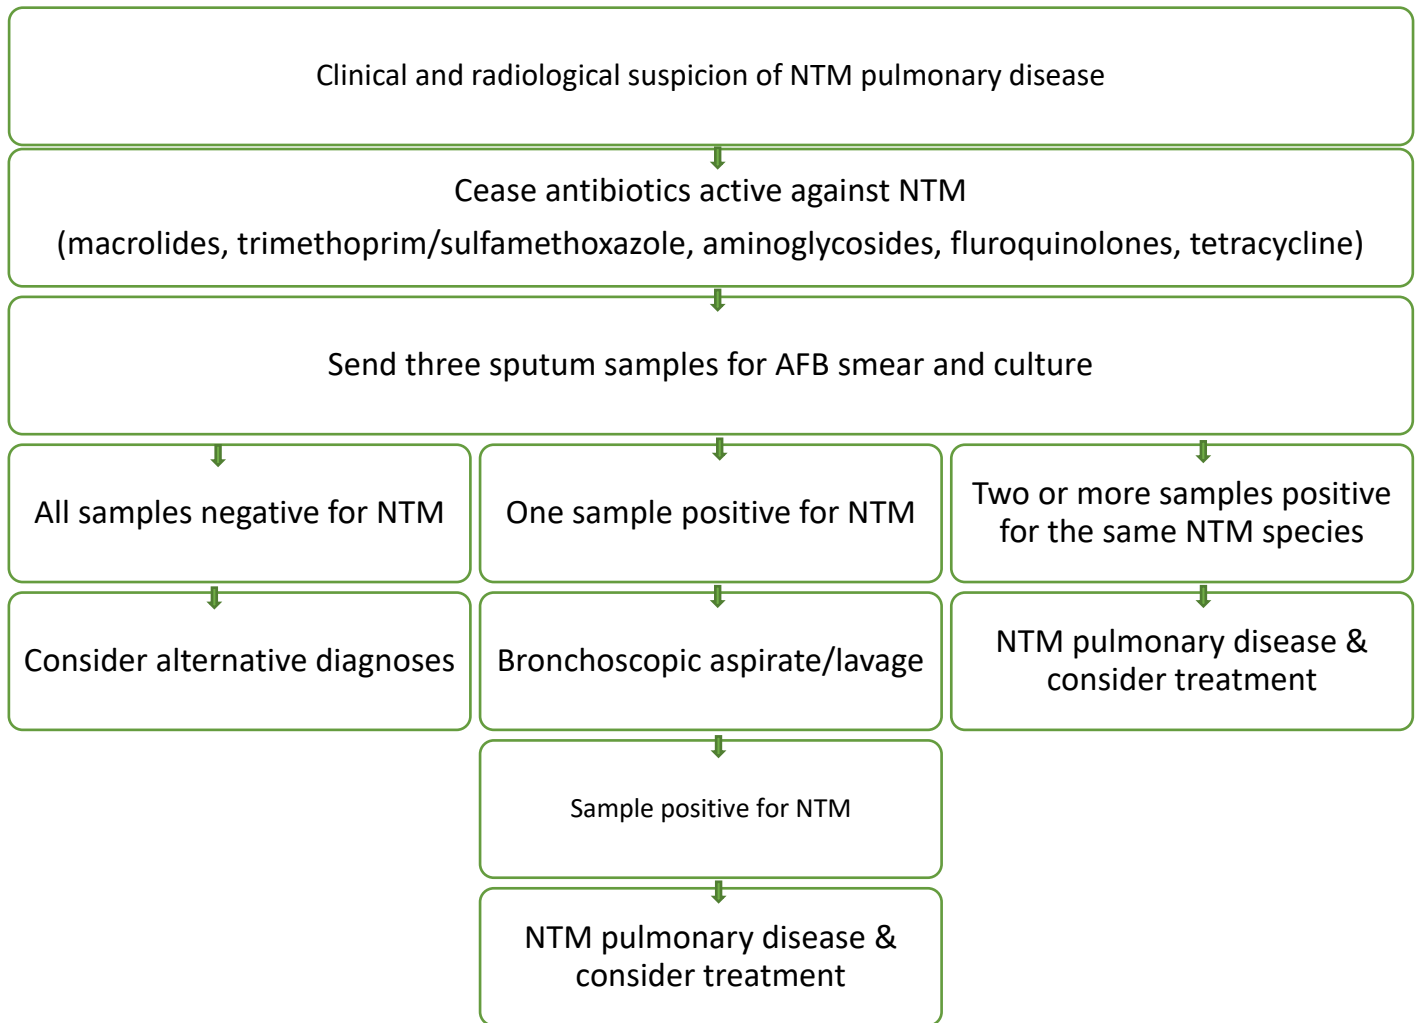 Clinical and radiological suspicion of NTM pulmonary disease
Cease antibiotics active against NTM
(macrolides, trimethoprim/sulfamethoxazole, aminoglycosides, fluroquinolones, tetracycline)
Send three sputum samples for AFB smear and culture
All samples negative for NTM
One sample positive for NTM
Two or more samples positive
for the same NTM species
Consider alternative diagnoses
Bronchoscopic aspirate/lavage
NTM pulmonary disease &
consider treatment
Sample positive for NTM
NTM pulmonary disease &
consider treatment